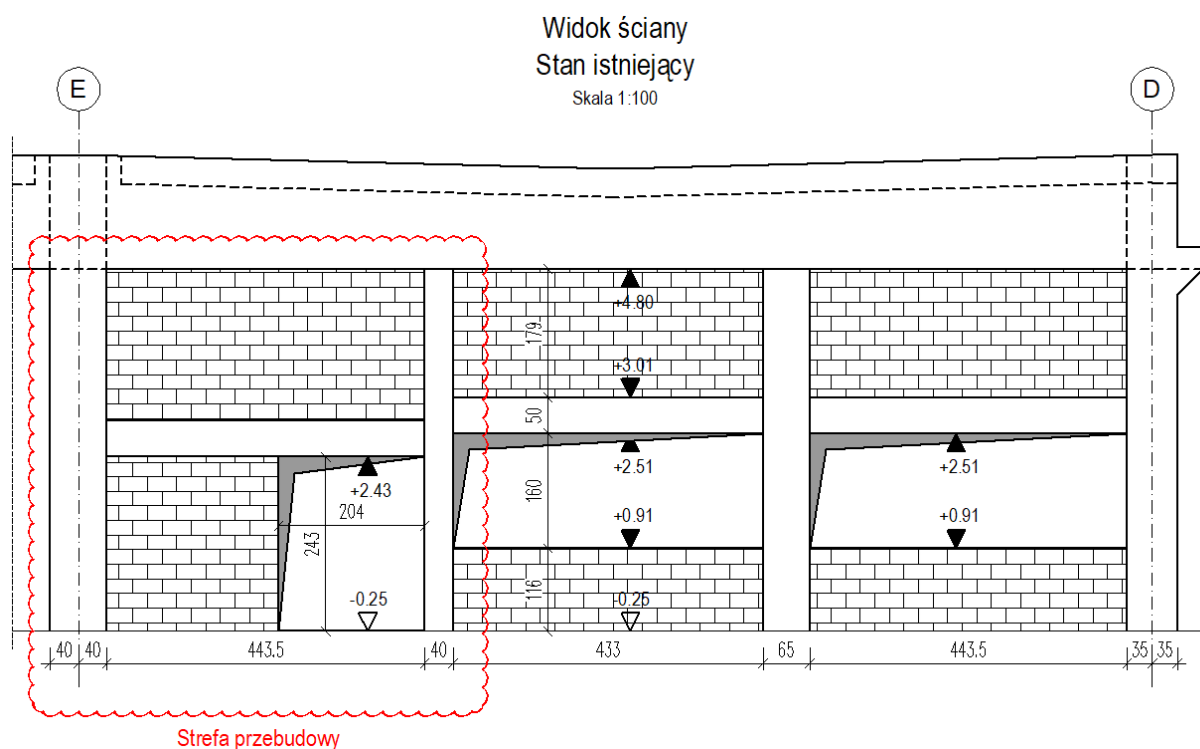 Widok ściany
Stan istniejący
Skala 1:100
E
D
+4.80
179
+3.01
50
+2.51
+2.51
+2.43
160
204
243
+0.91
+0.91
116
-0.25
-0.25
40 40 443.5 40 433 65 443.5 35 35
Strefa przebudowy